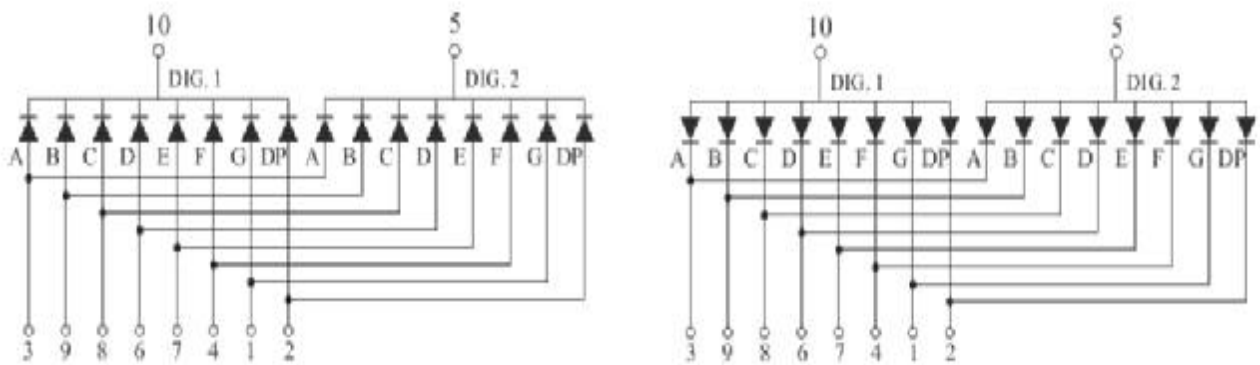 10 5
DIG. 1 DIG. 2
A B C D E F G DP A B C D E F G DP
3 9 8 6 7 4 1 2
10 5
DIG. 1 DIG. 2
A B C D E F G DP A B C D E F G DP
3 9 8 6 7 4 1 2